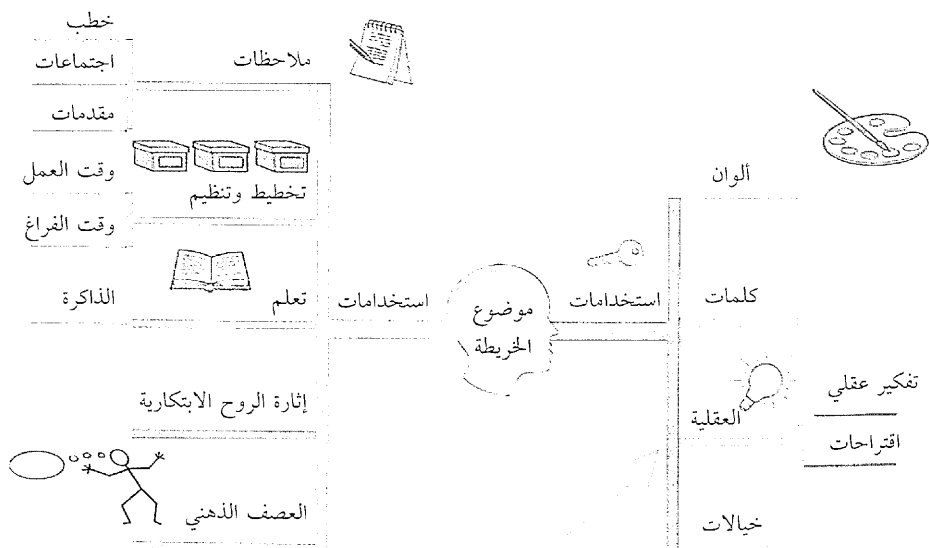 موضوع
الخريطة
استخدامات
ألوان
كلمات
العقلية
تفكير عقلي
اقتراحات
خيالات
استخدامات
ملاحظات
خطب
اجتماعات
مقدمات
تخطيط وتنظيم
وقت العمل
وقت الفراغ
تعلم
الذاكرة
إثارة الروح الابتكارية
العصف الذهني